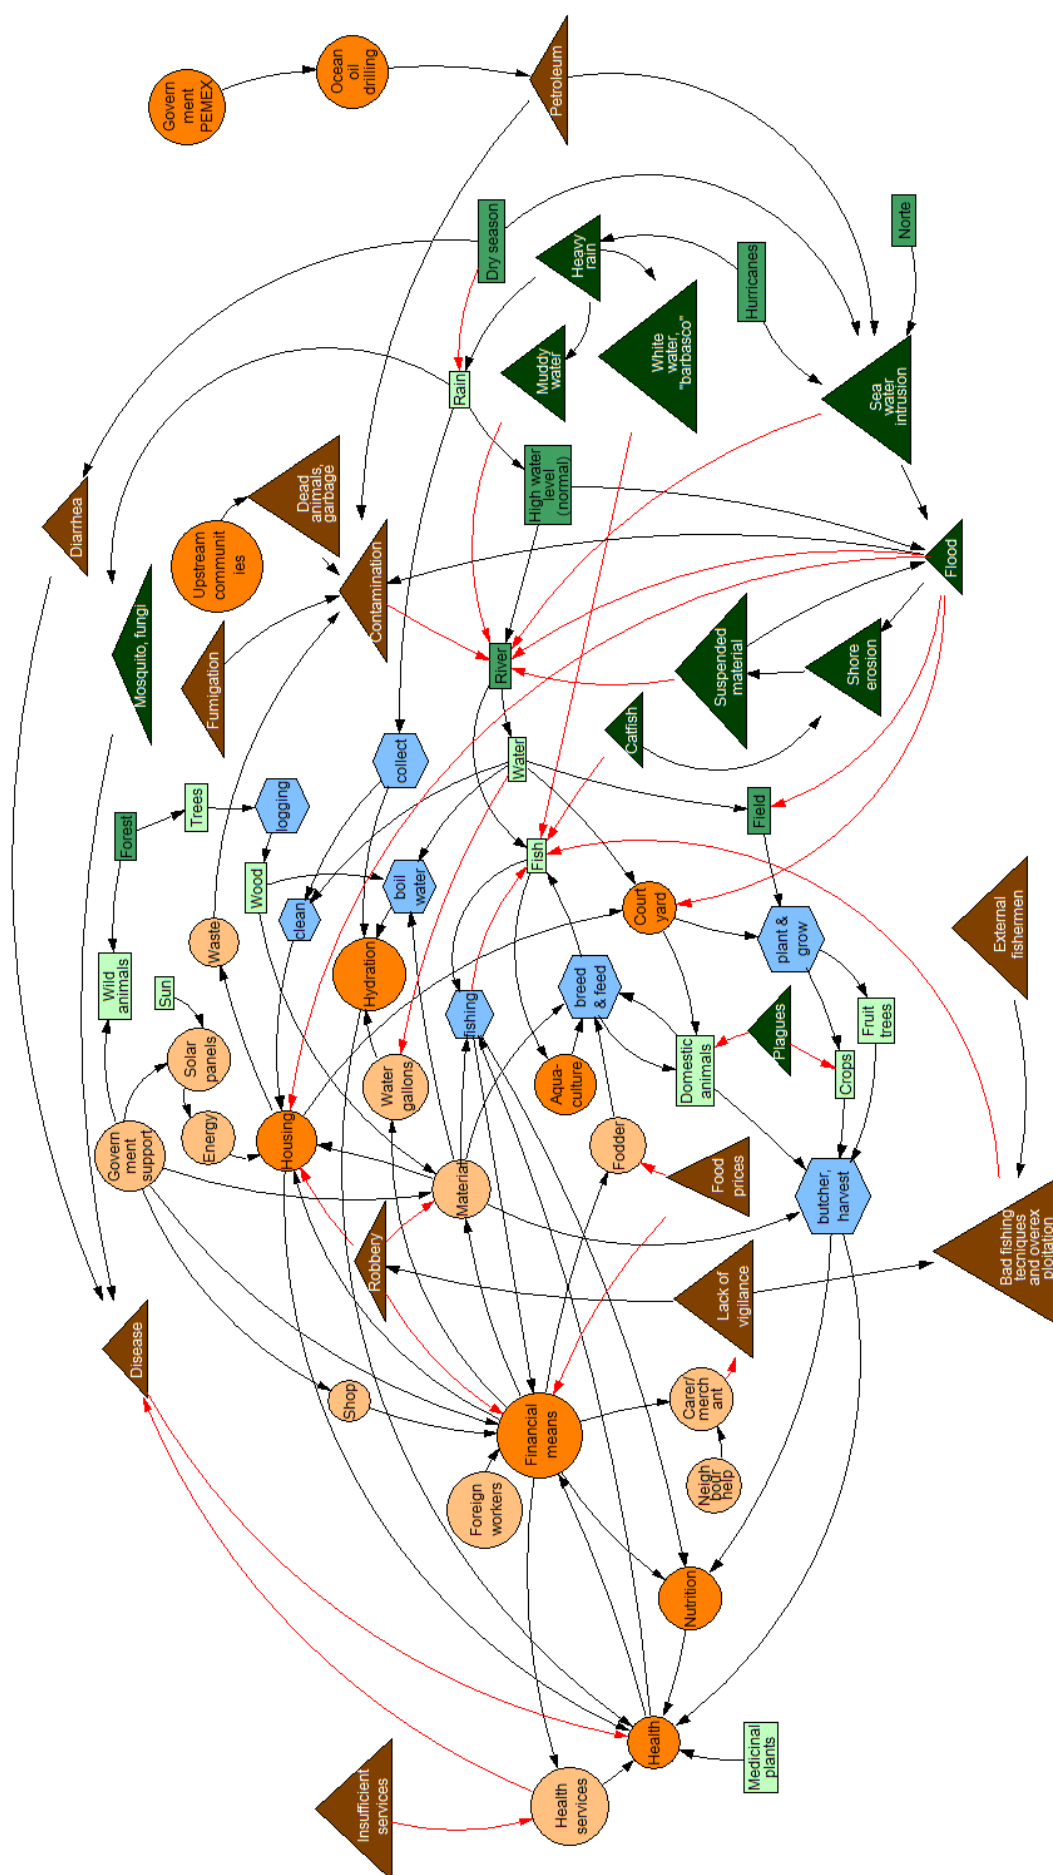 Diarrhea
Disease
Wild
animals
Forest
Mosquito, fungi
Govern
ment
support
Sun
Trees
Govern
ment
PEMEX
Solar
panels
Waste
Fumigation
Upstream
communit
ies
Energy
Wood
logging
Housing
clean
Dead
animals,
garbage
Insufficient
services
Shop
Robbery
Hydration
collect
Contamination
Ocean
oil
drilling
Water
gallons
boil
water
Material
fishing
Rain
Dry season
Foreign
workers
River
Financial
means
Fish
Water
Muddy
water
High water
level
(normal)
Petroleum
Health
services
Aqua-
culture
breed
& feed
Heavy
rain
Fodder
Catfish
Court
yard
White
water,
"barbasco"
Health
Nutrition
Neigh
bour
help
Carer/
merch
ant
Lack of
vigilance
Food
prices
Domestic
animals
Suspended
material
Medicinal
plants
Plagues
Field
Hurricanes
plant &
grow
butcher,
harvest
Crops
Fruit
trees
Shore
erosion
Sea
water
intrusion
Norte
Flood
Bad fishing
tecniques
and overex
ploitation
External
fishermen